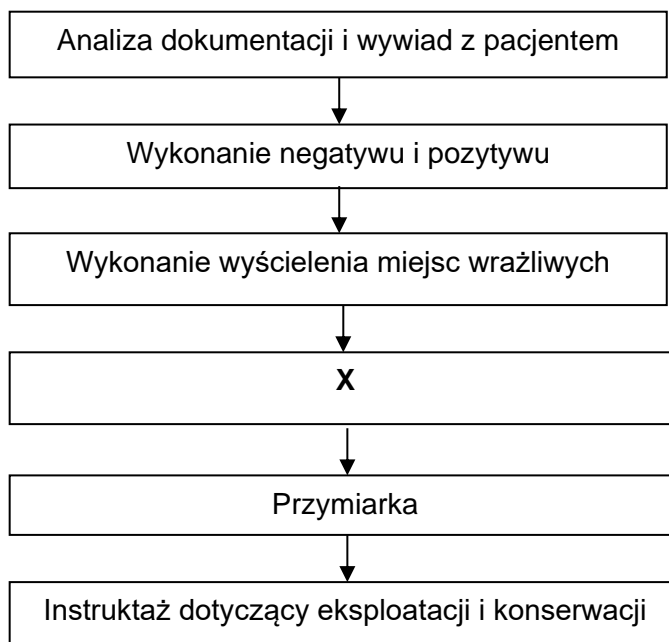 Analiza dokumentacji i wywiad z pacjentem
Wykonanie negatywu i pozytywu
Wykonanie wyścielenia miejsc wrażliwych
X
Przymiarka
Instruktaż dotyczący eksploatacji i konserwacji